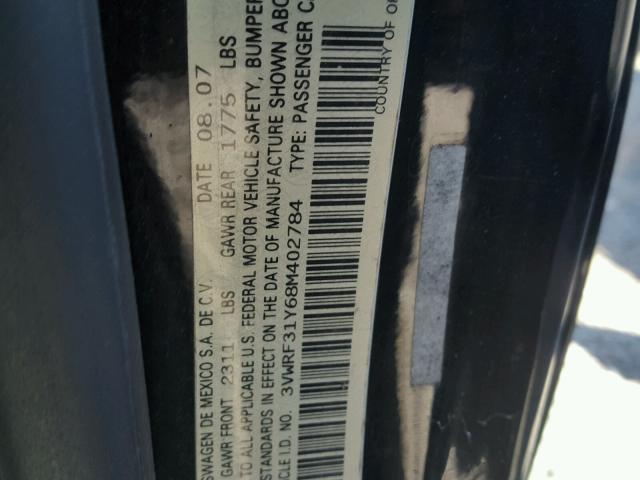 SWAGEN DE MEXICO S.A. DE C.V. DATE 08.07
GAWR FRONT 2311 LBS GAWR REAR 1775 LBS
TO ALL APPLICABLE U.S. FEDERAL MOTOR VEHICLE SAFETY, BUMPER
STANDARDS IN EFFECT ON THE DATE OF MANUFACTURE SHOWN ABO
CLE I.D. NO. 3VWRF31Y68M402784 TYPE: PASSENGER CA
COUNTRY OF OR